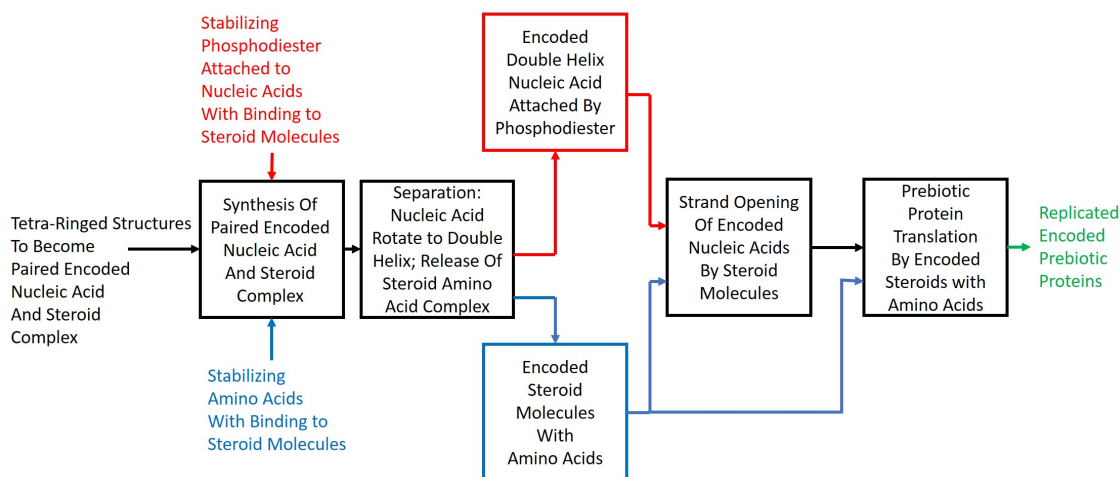 Stabilizing
Phosphodiester
Attached to
Nucleic Acids
With Binding to
Steroid Molecules
Encoded
Double Helix
Nucleic Acid
Attached By
Phosphodiester
Tetra-Ringed Structures
To Become
Paired Encoded
Nucleic Acid
And Steroid
Complex
Synthesis Of
Paired Encoded
Nucleic Acid
And Steroid
Complex
Separation:
Nucleic Acid
Rotate to Double
Helix; Release Of
Steroid Amino
Acid Complex
Strand Opening
Of Encoded
Nucleic Acids
By Steroid
Molecules
Prebiotic
Protein
Translation
By Encoded
Steroids with
Amino Acids
Replicated
Encoded
Prebiotic
Proteins
Stabilizing
Amino Acids
With Binding to
Steroid Molecules
Encoded
Steroid
Molecules
With
Amino Acids